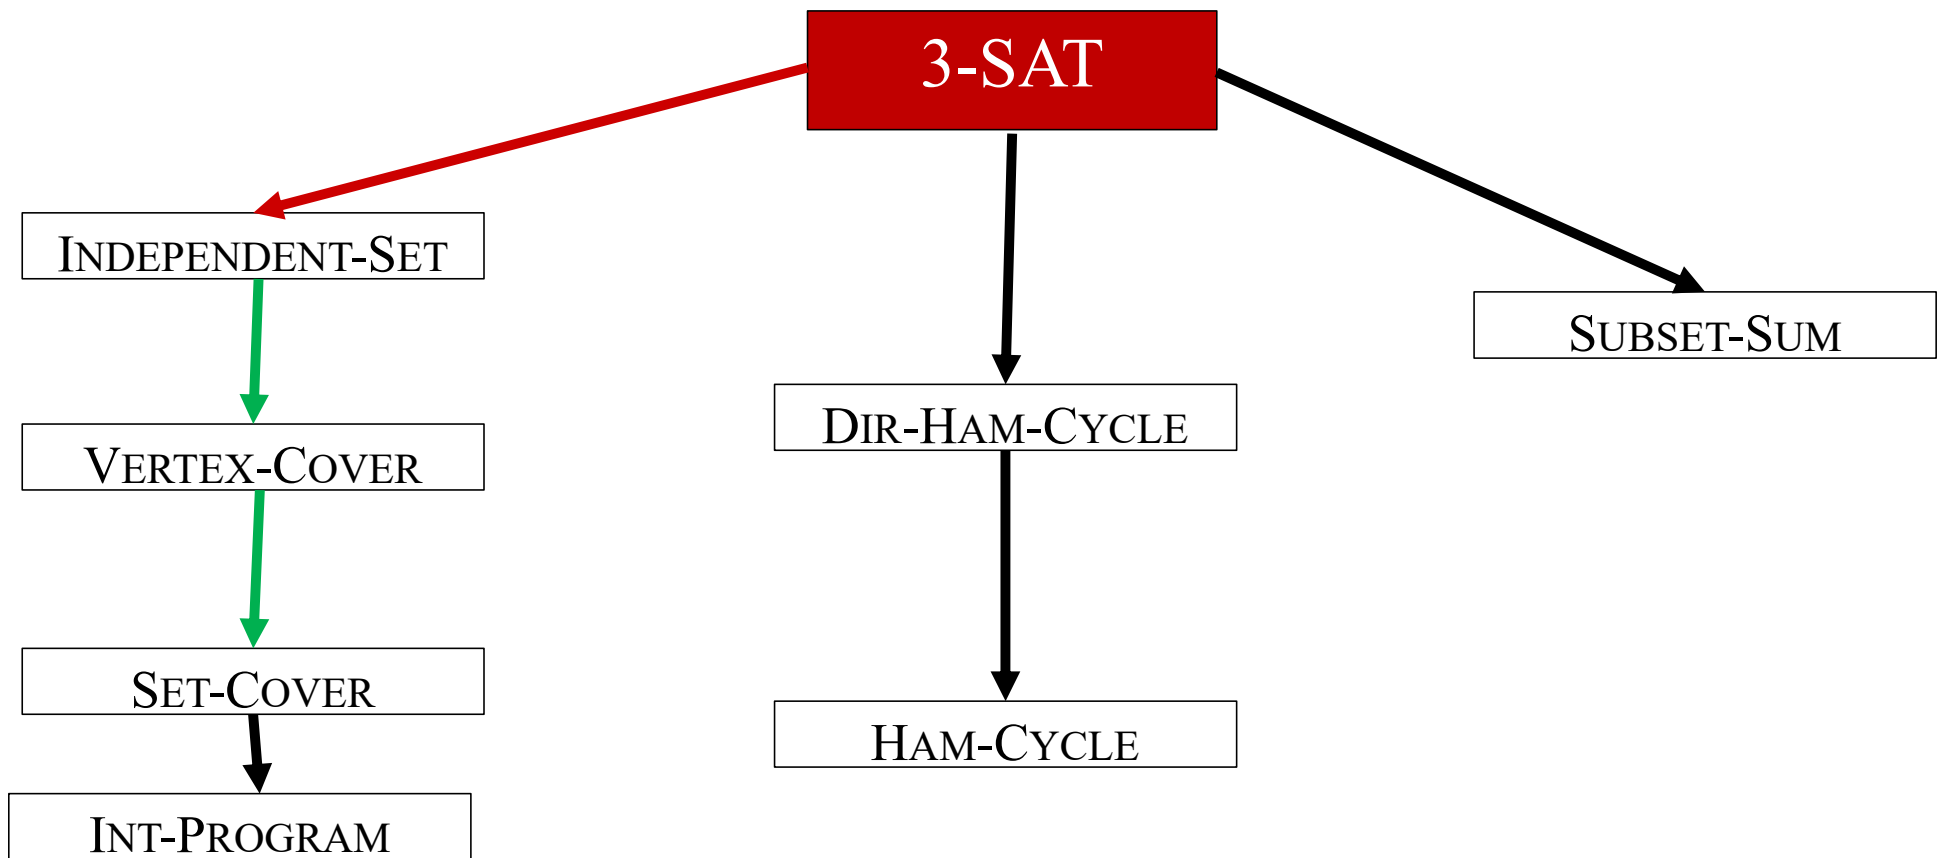 3-SAT
INDEPENDENT-SET
SUBSET-SUM
DIR-HAM-CYCLE
VERTEX-COVER
SET-COVER
HAM-CYCLE
INT-PROGRAM